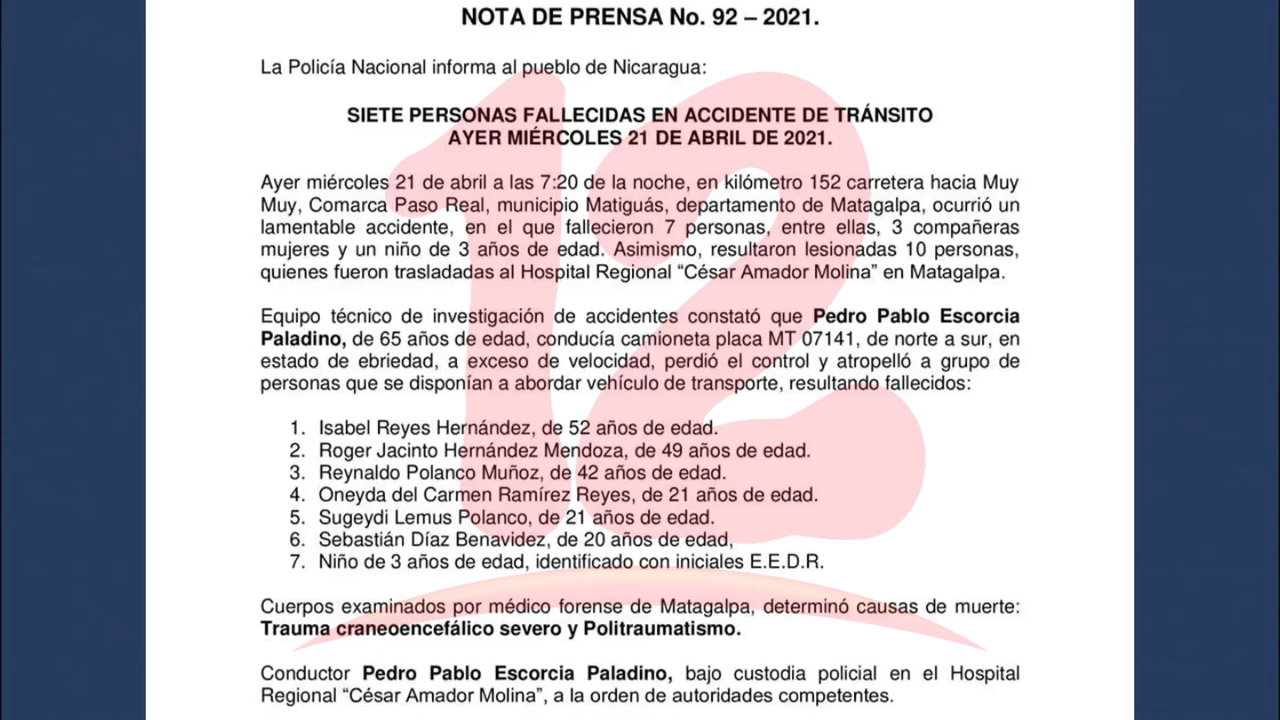 NOTA DE PRENSA No. 92 – 2021.
La Policía Nacional informa al pueblo de Nicaragua:
SIETE PERSONAS FALLECIDAS EN ACCIDENTE DE TRÁNSITO
AYER MIÉRCOLES 21 DE ABRIL DE 2021.
Ayer miércoles 21 de abril a las 7:20 de la noche, en kilómetro 152 carretera hacia Muy
Muy, Comarca Paso Real, municipio Matiguás, departamento de Matagalpa, ocurrió un
lamentable accidente, en el que fallecieron 7 personas, entre ellas, 3 compañeras
mujeres y un niño de 3 años de edad. Asimismo, resultaron lesionadas 10 personas,
quienes fueron trasladadas al Hospital Regional “César Amador Molina” en Matagalpa.
Equipo técnico de investigación de accidentes constató que Pedro Pablo Escorcia
Paladino, de 65 años de edad, conducía camioneta placa MT 07141, de norte a sur, en
estado de ebriedad, a exceso de velocidad, perdió el control y atropelló a grupo de
personas que se disponían a abordar vehículo de transporte, resultando fallecidos:
1. Isabel Reyes Hernández, de 52 años de edad.
2. Roger Jacinto Hernández Mendoza, de 49 años de edad.
3. Reynaldo Polanco Muñoz, de 42 años de edad.
4. Oneyda del Carmen Ramírez Reyes, de 21 años de edad.
5. Sugeydi Lemus Polanco, de 21 años de edad.
6. Sebastián Díaz Benavidez, de 20 años de edad,
7. Niño de 3 años de edad, identificado con iniciales E.E.D.R.
Cuerpos examinados por médico forense de Matagalpa, determinó causas de muerte:
Trauma craneoencefálico severo y Politraumatismo.
Conductor Pedro Pablo Escorcia Paladino, bajo custodia policial en el Hospital
Regional “César Amador Molina”, a la orden de autoridades competentes.
12